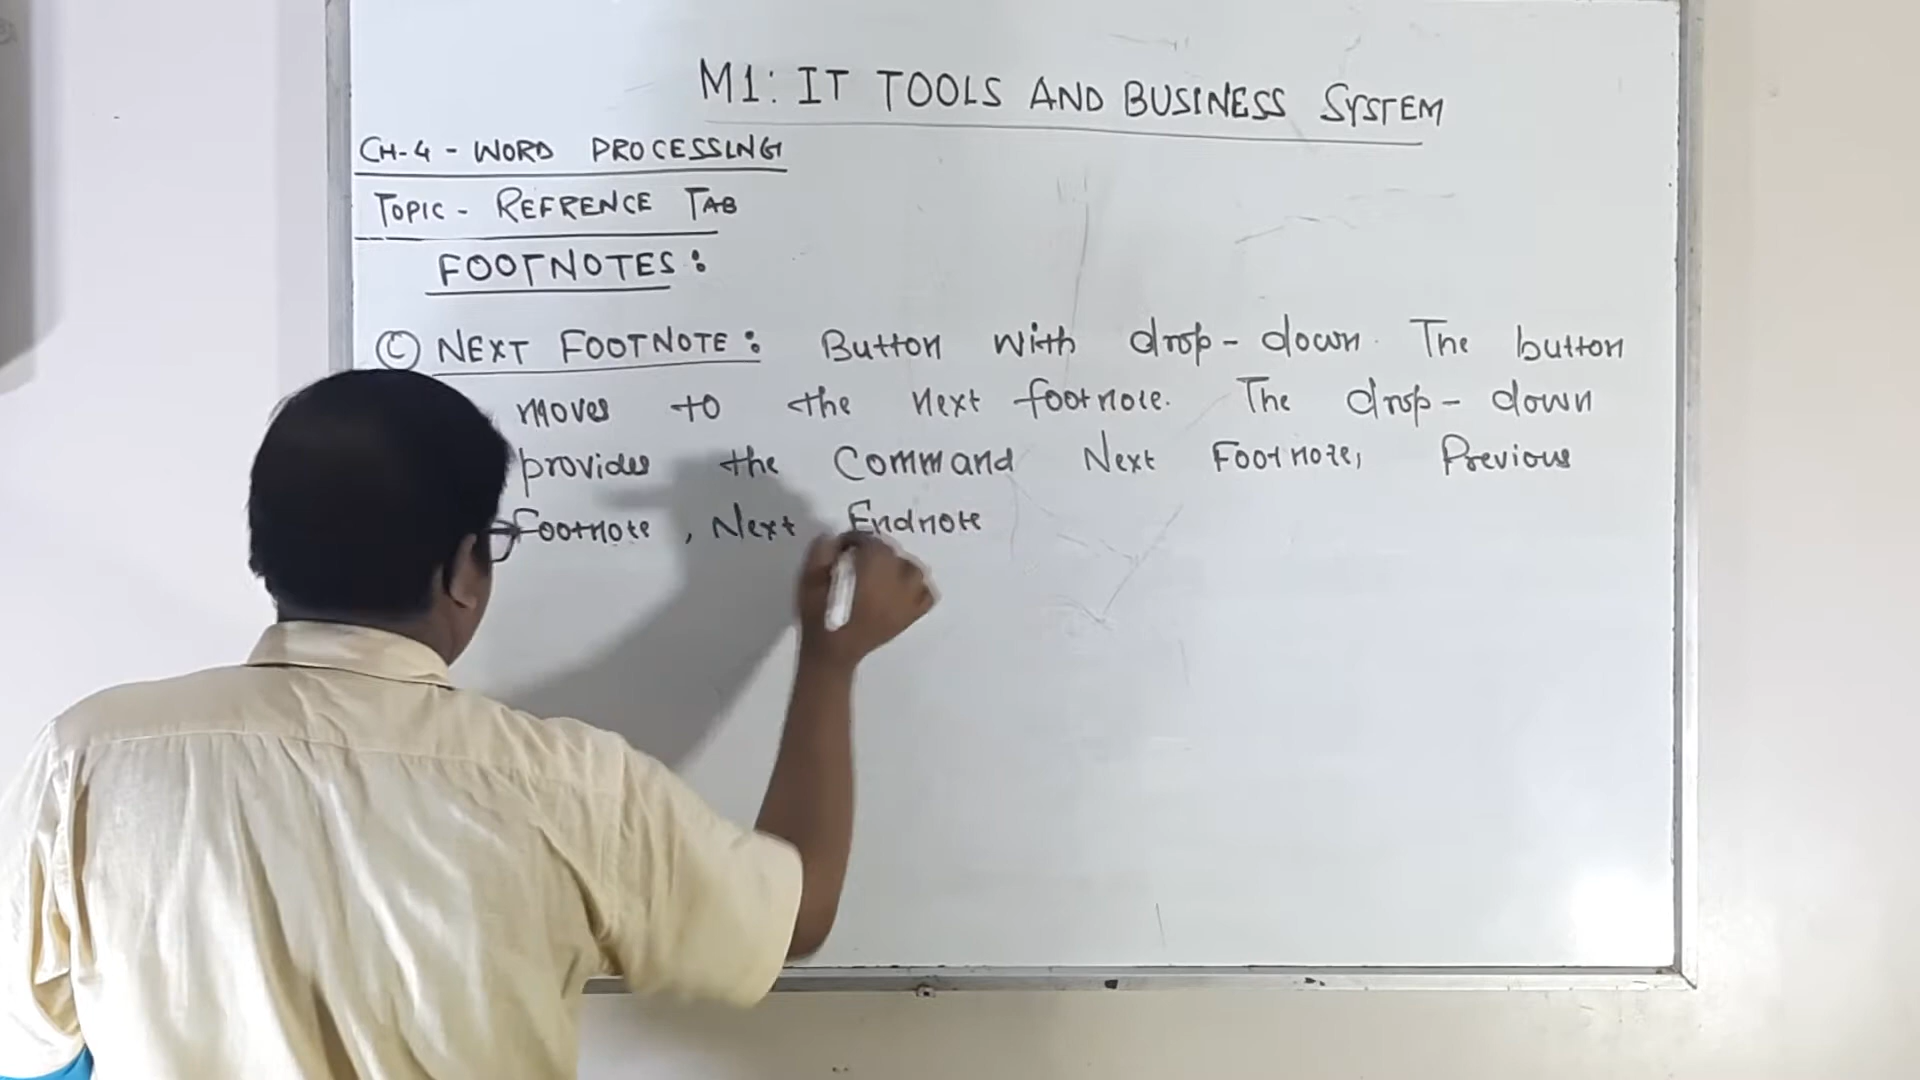 M1: IT TOOLS AND BUSINESS SYSTEM
CH-4 - WORD PROCESSING
TOPIC - REFRENCE TAB
FOOTNOTES:
(C) NEXT FOOTNOTE: Button with drop-down. The button
moves to the next footnote. The drop-down
provides the Command Next Footnote, Previous
Footnote, Next Endnote